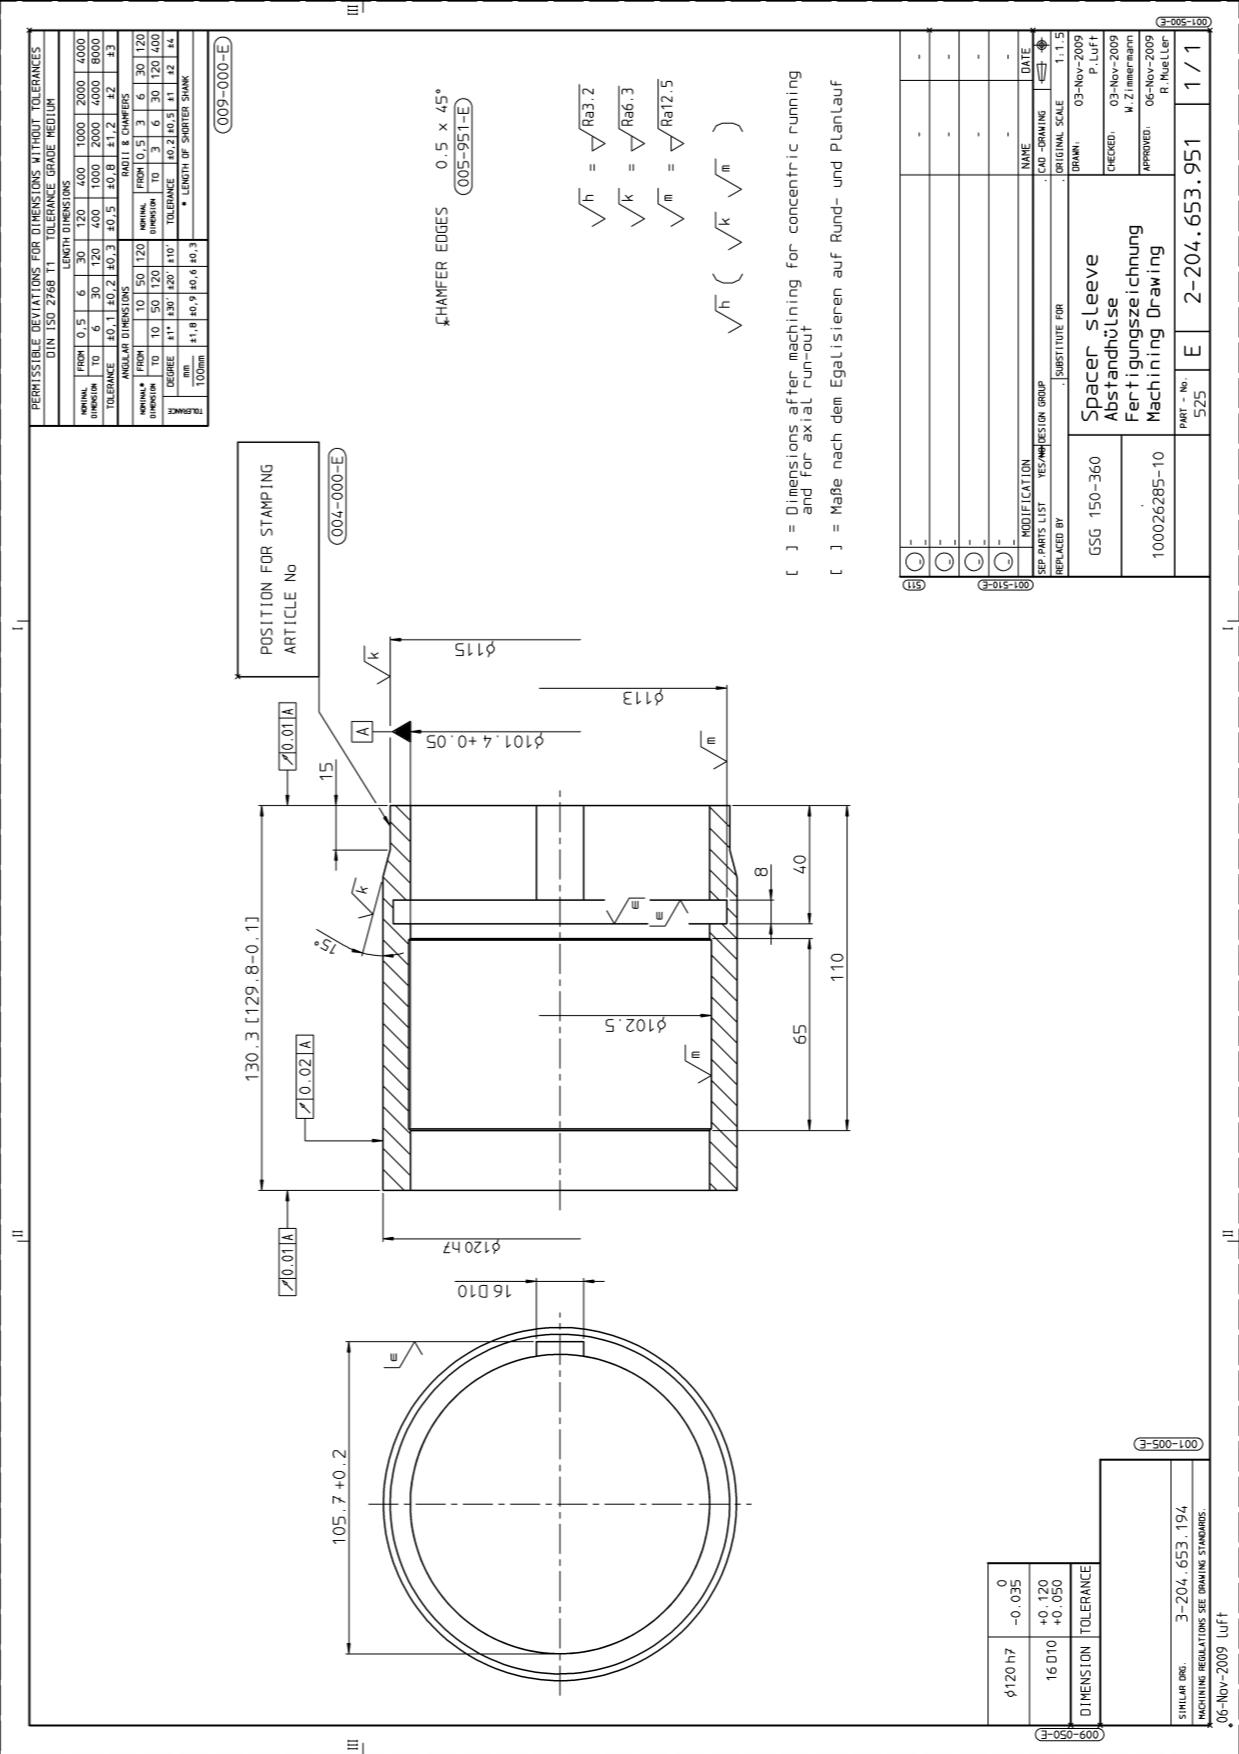 PERMISSIBLE DEVIATIONS FOR DIMENSIONS WITHOUT TOLERANCES
DIN ISO 2768 T1 TOLERANCE GRADE MEDIUM
LENGTH DIMENSIONS
NOMINAL DIMENSION FROM 0,5 6 30 120 400 1000 2000 4000
TO 6 30 120 400 1000 2000 4000 8000
TOLERANCE ±0,1 ±0,2 ±0,3 ±0,5 ±0,8 ±1,2 ±2 ±3
ANGULAR DIMENSIONS
NOMINAL* DIMENSION FROM 10 50 120
TO 10 50 120 400
TOLERANCE DEGREE ±1° ±30' ±20' ±10'
mm 100mm ±1,8 ±0,9 ±0,6 ±0,3
RADII & CHAMFERS
NOMINAL DIMENSION FROM 0,5 3 6 30 120
TO 3 6 30 120 400
TOLERANCE ±0,2 ±0,5 ±1 ±2 ±4
* LENGTH OF SHORTER SHANK
009-000-E
POSITION FOR STAMPING
ARTICLE No
004-000-E
CHAMFER EDGES 0.5 x 45°
005-951-E
h = Ra3.2
k = Ra6.3
m = Ra12.5
h ( k m )
[ ] = Dimensions after machining for concentric running
and for axial run-out
[ ] = Maße nach dem Egalisieren auf Rund- und Planlauf
105.7 +0.2
m
16 D10
0.01 A
0.02 A
0.01 A
130.3 [129.8-0.1]
15
15°
k
k
A
ϕ120 h7
ϕ101.4+0.05
ϕ115
ϕ113
ϕ102.5
m
m
m
m
8
40
65
110
511
001-510-E
MODIFICATION NAME DATE
SEP.PARTS LIST YES/NO DESIGN GROUP
CAD -DRAWING
REPLACED BY
SUBSTITUTE FOR
ORIGINAL SCALE 1:1.5
GSG 150-360
100026285-10
Spacer sleeve
Abstandhülse
Fertigungszeichnung
Machining Drawing
DRAWN: 03-Nov-2009
P.Luft
CHECKED: 03-Nov-2009
W.Zimmermann
APPROVED: 06-Nov-2009
R.Mueller
PART - No.
525
E
2-204.653.951
1 / 1
001-500-E
ϕ120 h7 0 -0.035
16 D10 +0.120 +0.050
DIMENSION TOLERANCE
009-050-E
001-005-E
SIMILAR DRG. 3-204.653.194
MACHINING REGULATIONS SEE DRAWING STANDARDS.
06-Nov-2009 Luft
III
I
II
III
I
II